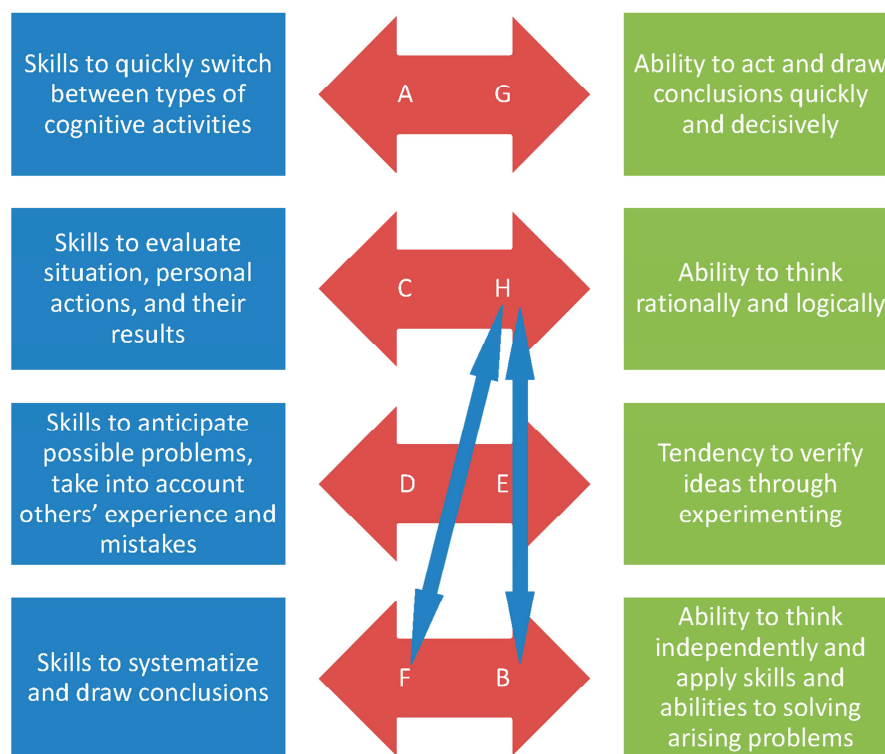 Skills to quickly switch
between types of
cognitive activities
A G
Ability to act and draw
conclusions quickly
and decisively
Skills to evaluate
situation, personal
actions, and their
results
C H
Ability to think
rationally and logically
Skills to anticipate
possible problems,
take into account
others’ experience and
mistakes
D E
Tendency to verify
ideas through
experimenting
Skills to systematize
and draw conclusions
F B
Ability to think
independently and
apply skills and
abilities to solving
arising problems